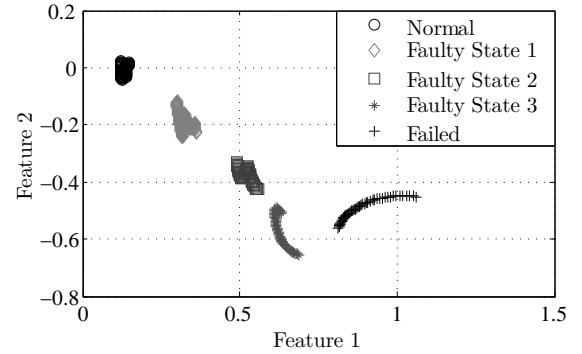 0.2
0
−0.2
−0.4
−0.6
−0.8
Feature 2
Normal
Faulty State 1
Faulty State 2
Faulty State 3
Failed
0
0.5
1
1.5
Feature 1